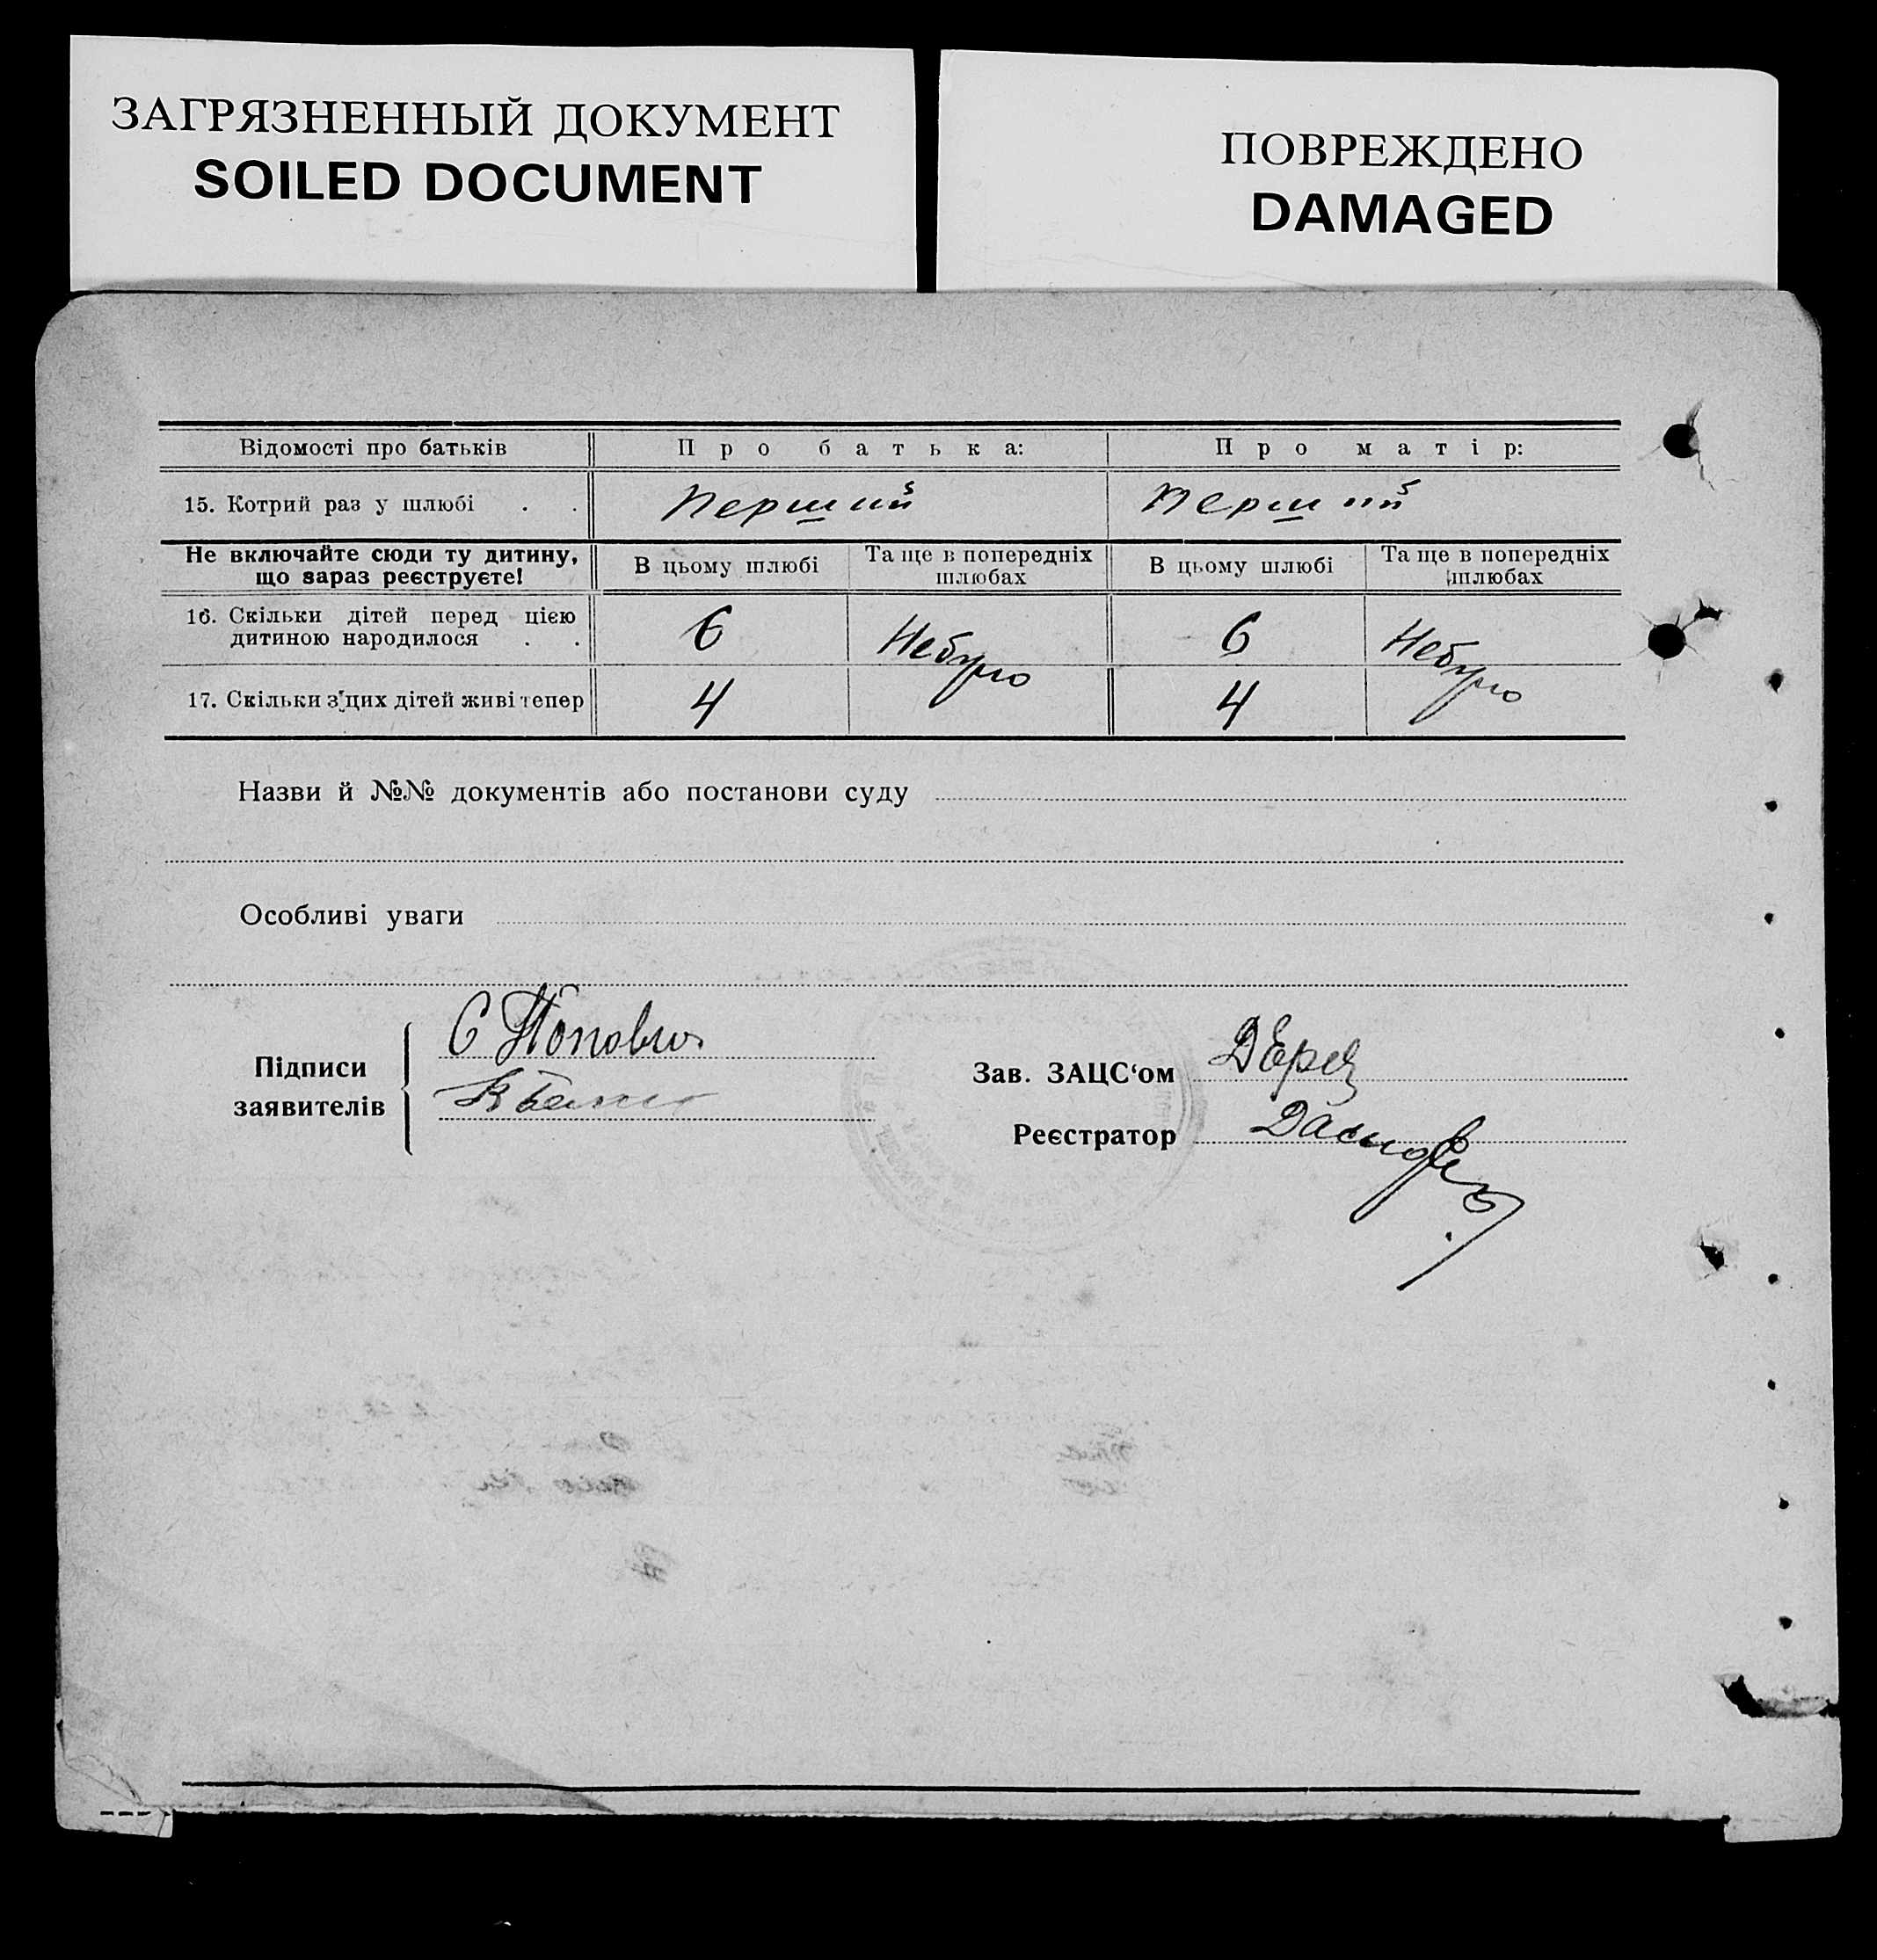 ЗАГРЯЗНЕННЫЙ ДОКУМЕНТ
SOILED DOCUMENT
ПОВРЕЖДЕНО
DAMAGED
Відомості про батьків Про батька: Про матір:
15. Котрий раз у шлюбі . . Перший Перший
Не включайте сюди ту дитину, що зараз реєструєте! В цьому шлюбі Та ще в попередніх шлюбах В цьому шлюбі Та ще в попередніх шлюбах
16. Скільки дітей перед цією дитиною народилося . . 6 Небуло 6 Небуло
17. Скільки з цих дітей живі тепер 4 4
Назви й №№ документів або постанови суду
Особливі уваги
Підписи заявителів
Зав. ЗАЦС‘ом
Реєстратор